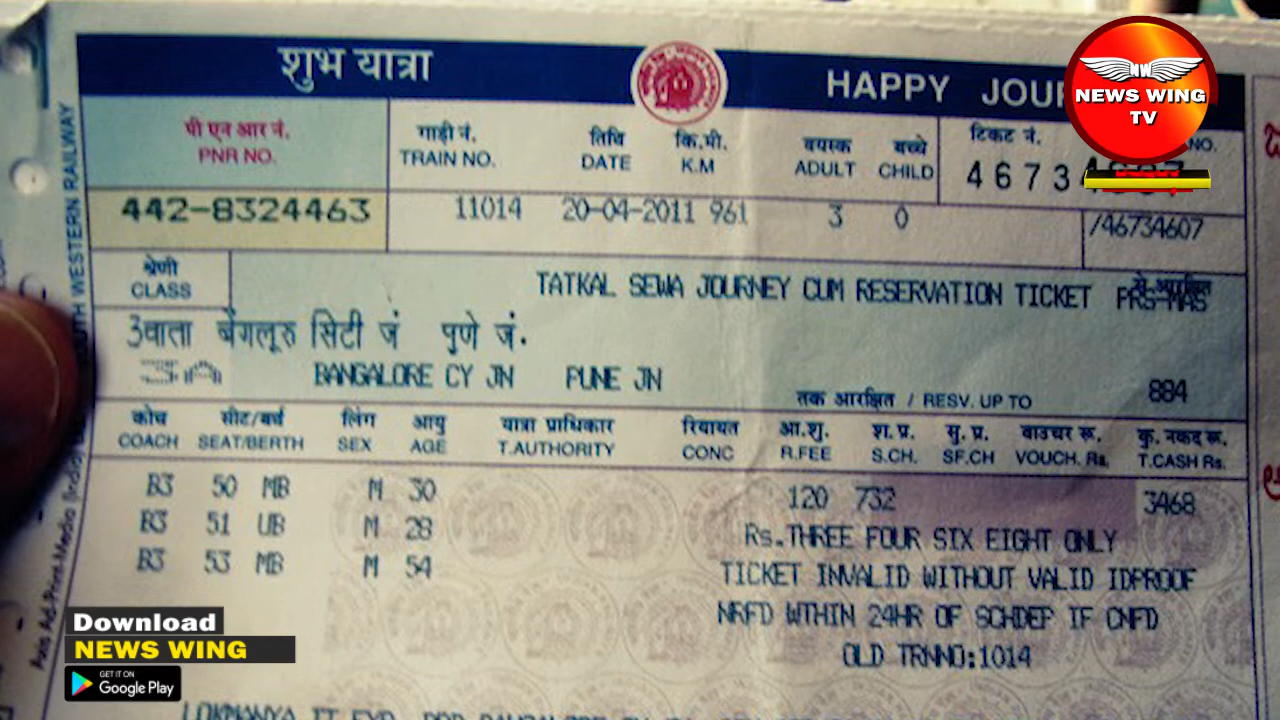 शुभ यात्रा HAPPY
NEWS WING
TV
पी एन आर नं. गाड़ी नं. तिथि कि.मी. वयस्क बच्चे टिकट नं.
PNR NO. TRAIN NO. DATE K.M ADULT CHILD NO.
442-8324463 11014 20-04-2011 961 3 0 /46734607
श्रेणी
CLASS
TATKAL SEWA JOURNEY CUM RESERVATION TICKET PRS-MAS
3वाता बेंगलूरु सिटी जं पुणे जं.
3A BANGALORE CY JN PUNE JN 884
तक आरक्षित / RESV. UP TO
कोच सीट/बर्थ लिंग आयु यात्रा प्राधिकार रियायत आ.शु. श.प्र. सु.प्र. वाउचर रू. कु. नकद रू.
COACH SEAT/BERTH SEX AGE T.AUTHORITY CONC R.FEE S.CH. SF.CH VOUCH. Rs. T.CASH Rs.
B3 50 MB M 30 120 732 3468
B3 51 UB M 28 Rs.THREE FOUR SIX EIGHT ONLY
B3 53 MB M 54 TICKET INVALID WITHOUT VALID IDPROOF
NRFD WTHIN 24HR OF SCHDEP IF CNFD
OLD TRNNO:1014
Download
NEWS WING
GET IT ON
Google Play
WESTERN RAILWAY